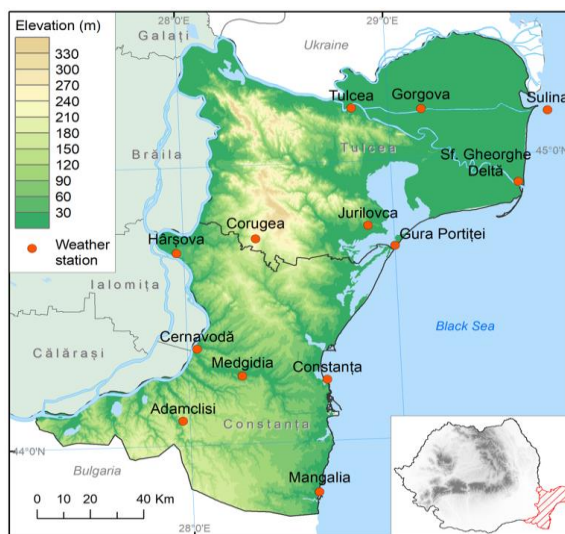 Elevation (m)
330
300
270
240
210
180
150
120
90
60
30
Weather
station
28°0'E
29°0'E
Galați
Ukraine
Tulcea
Gorgova
Sulina
Brăila
Tulcea
45°0'N
Sf. Gheorghe
Deltă
Corugea
Jurilovca
Hârșova
Gura Portiței
Ialomița
Black Sea
Cernavodă
Călărași
Medgidia
Constanța
Adamclisi
Constanța
44°0'N
Bulgaria
Mangalia
0 10 20 40 Km
28°0'E
29°0'E